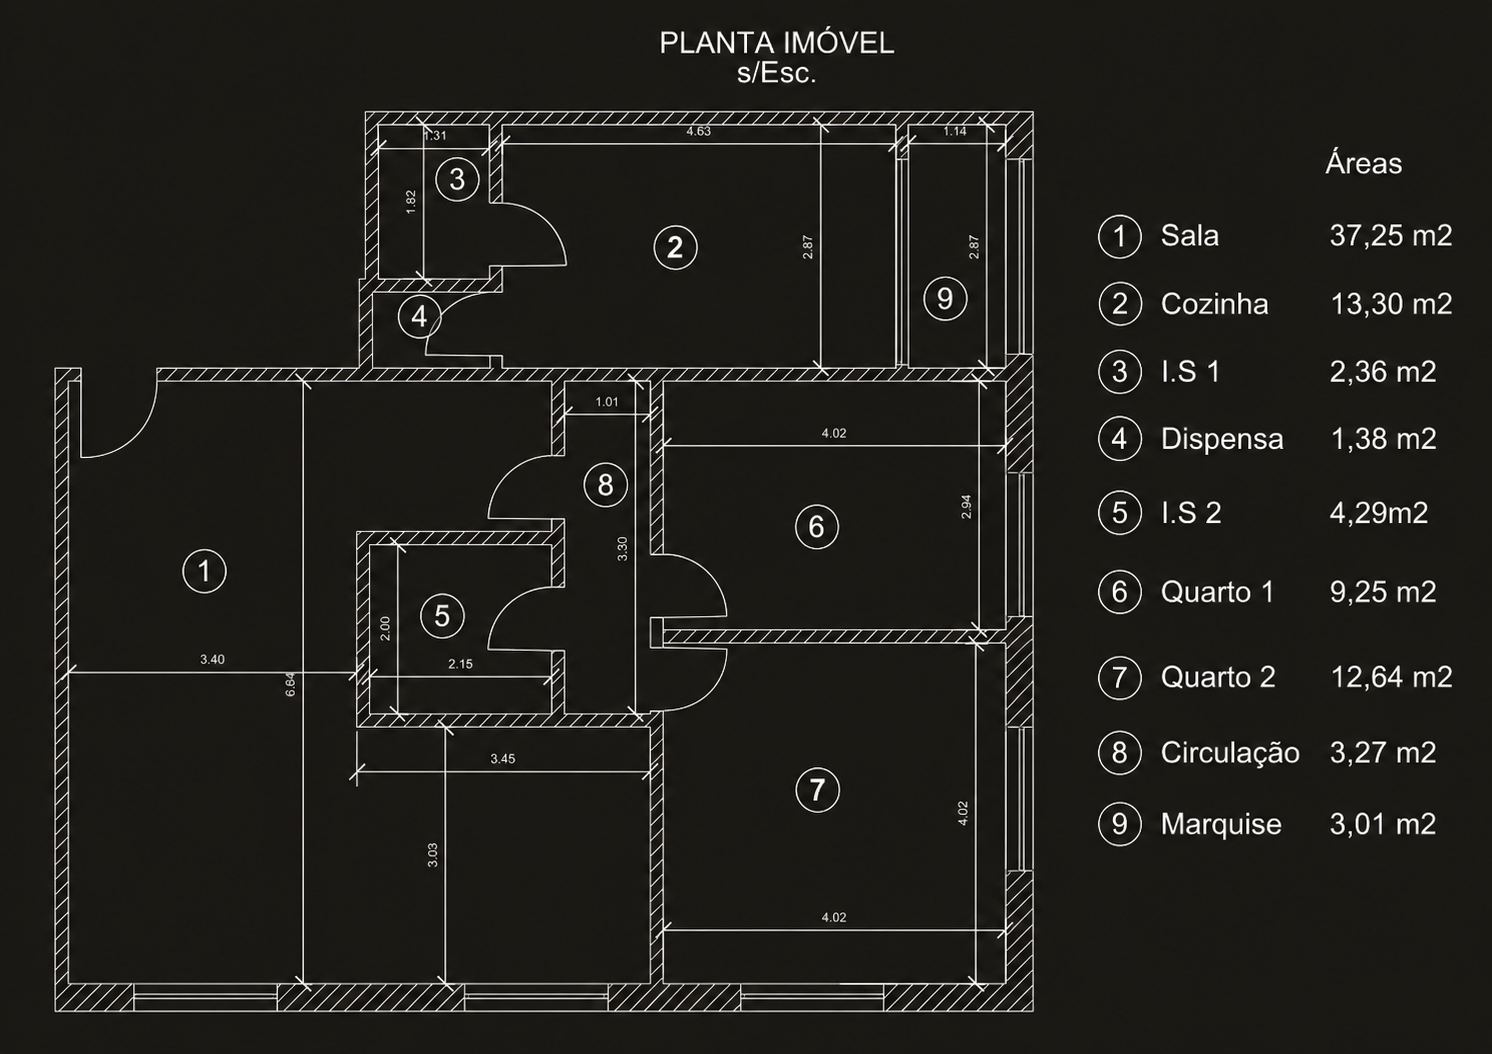 PLANTA IMÓVEL
s/Esc.
1.31
4.63
1.14
3
1.82
2
2.87
2.87
9
4
1.01
4.02
8
2.94
6
3.30
1
5
2.00
3.40
2.15
6.64
3.45
7
3.03
4.02
4.02
Áreas
1 Sala 37,25 m2
2 Cozinha 13,30 m2
3 I.S 1 2,36 m2
4 Dispensa 1,38 m2
5 I.S 2 4,29m2
6 Quarto 1 9,25 m2
7 Quarto 2 12,64 m2
8 Circulação 3,27 m2
9 Marquise 3,01 m2